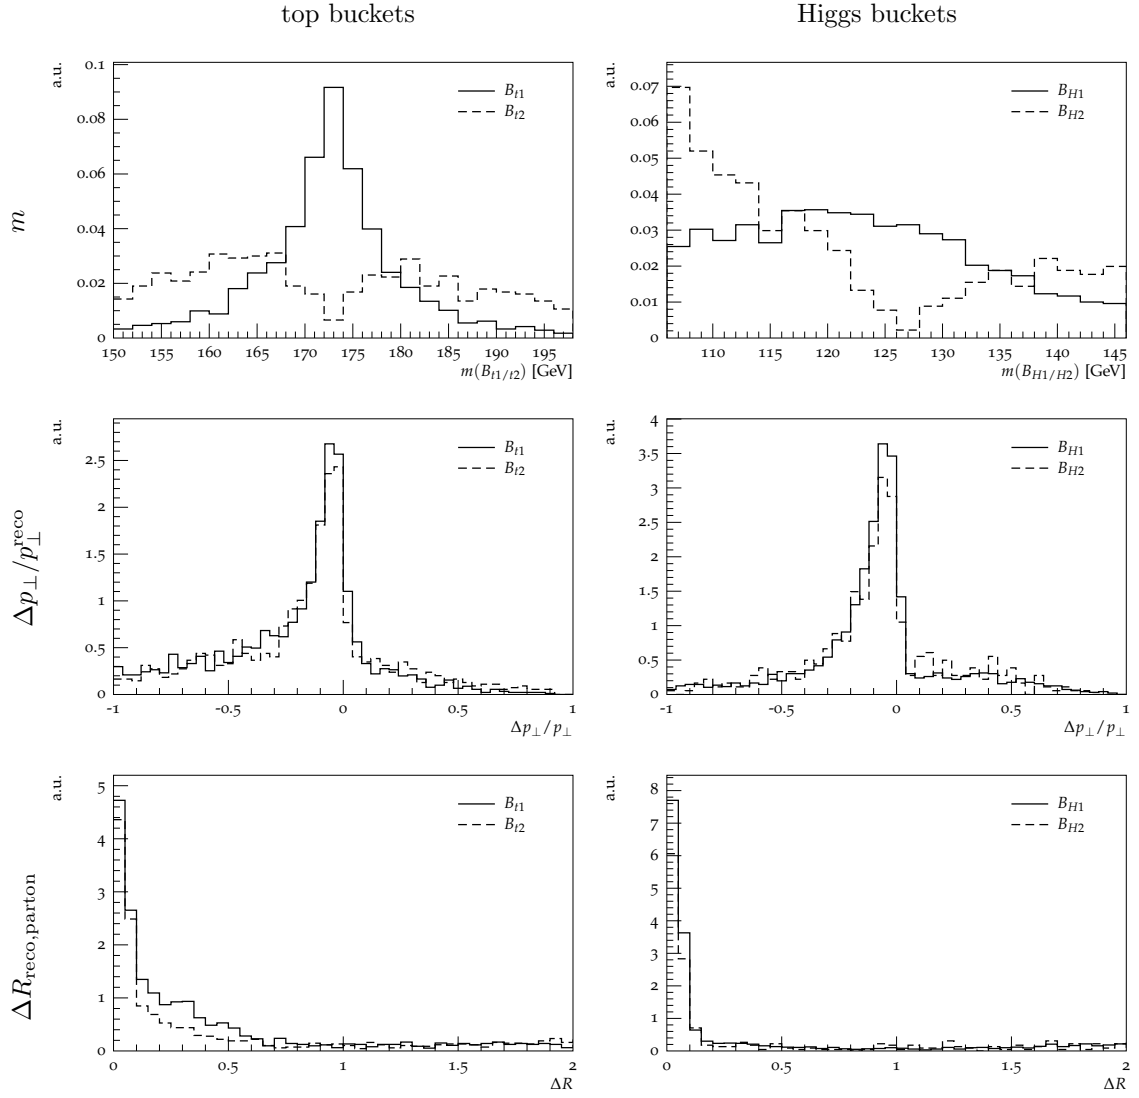 top buckets
Higgs buckets
m
a.u.
0.1
0.08
0.06
0.04
0.02
0
B_{t1}
B_{t2}
150 155 160 165 170 175 180 185 190 195
m(B_{t1/t2}) [GeV]
a.u.
0.07
0.06
0.05
0.04
0.03
0.02
0.01
0
B_{H1}
B_{H2}
110 115 120 125 130 135 140 145
m(B_{H1/H2}) [GeV]
Δp_⊥/p_⊥^{reco}
a.u.
2.5
2
1.5
1
0.5
0
B_{t1}
B_{t2}
-1 -0.5 0 0.5 1
Δp_⊥/p_⊥
a.u.
4
3.5
3
2.5
2
1.5
1
0.5
0
B_{H1}
B_{H2}
-1 -0.5 0 0.5 1
Δp_⊥/p_⊥
ΔR_{reco,parton}
a.u.
5
4
3
2
1
0
B_{t1}
B_{t2}
0 0.5 1 1.5 2
ΔR
a.u.
8
7
6
5
4
3
2
1
0
B_{H1}
B_{H2}
0 0.5 1 1.5 2
ΔR